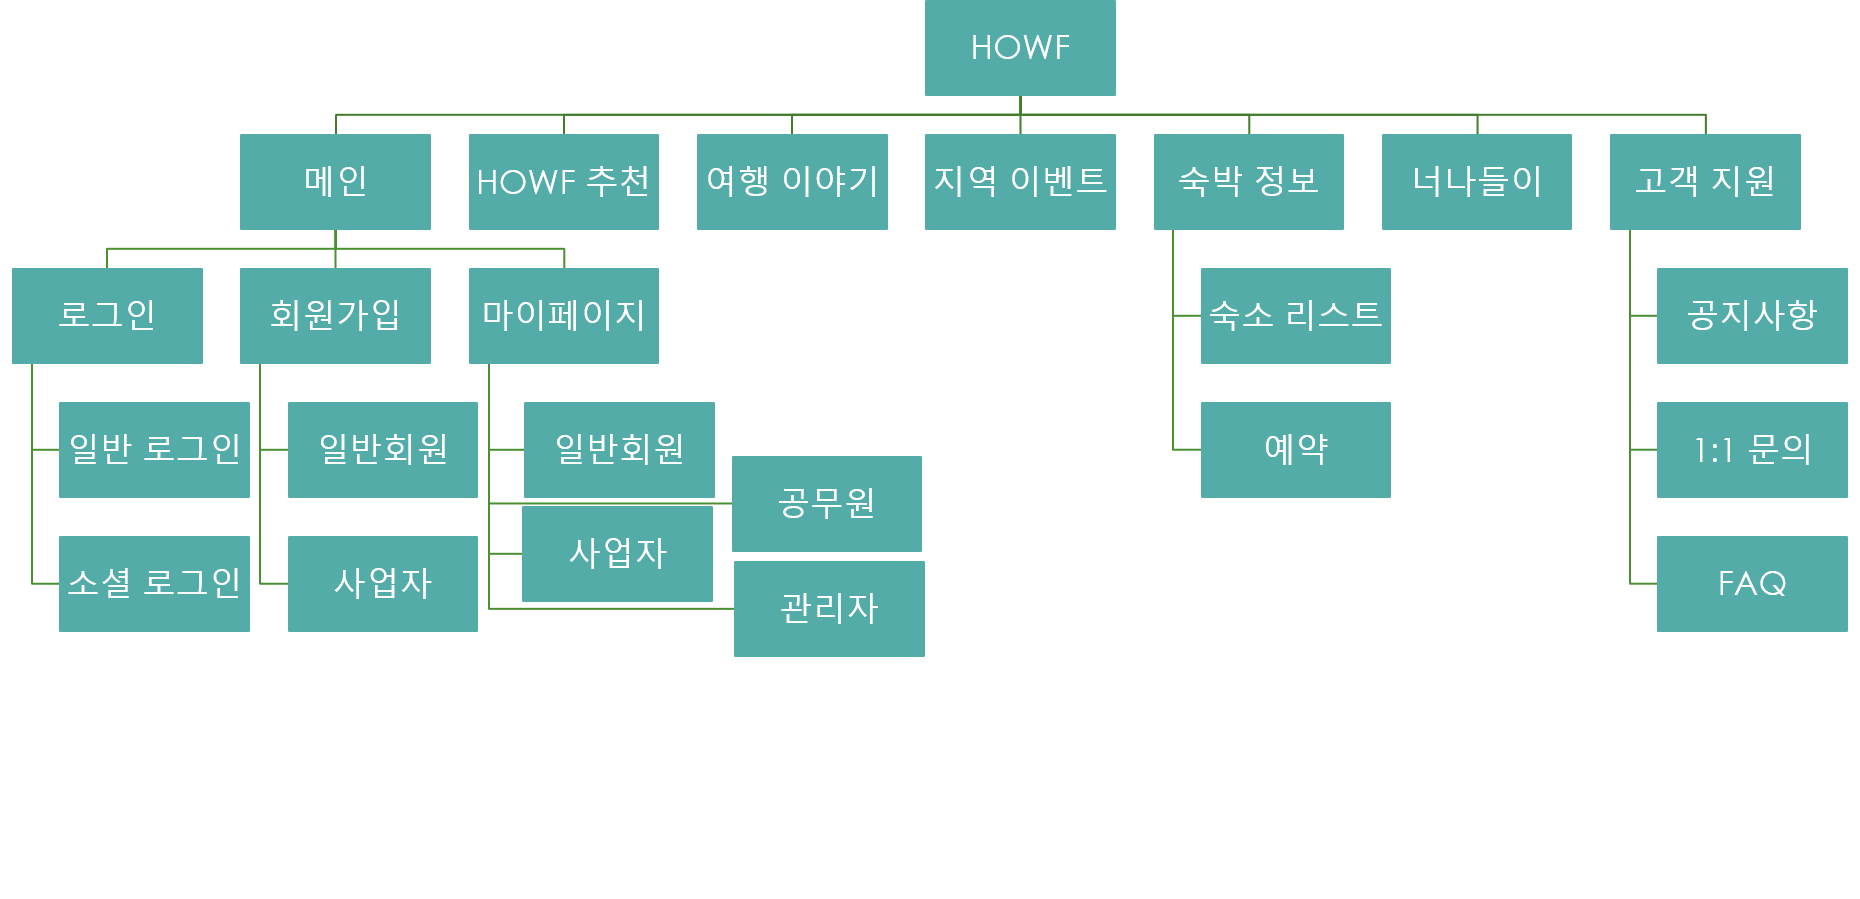 HOWF
메인
HOWF 추천
여행 이야기
지역 이벤트
숙박 정보
너나들이
고객 지원
로그인
회원가입
마이페이지
숙소 리스트
공지사항
일반 로그인
일반회원
일반회원
공무원
예약
1:1 문의
소셜 로그인
사업자
사업자
관리자
FAQ